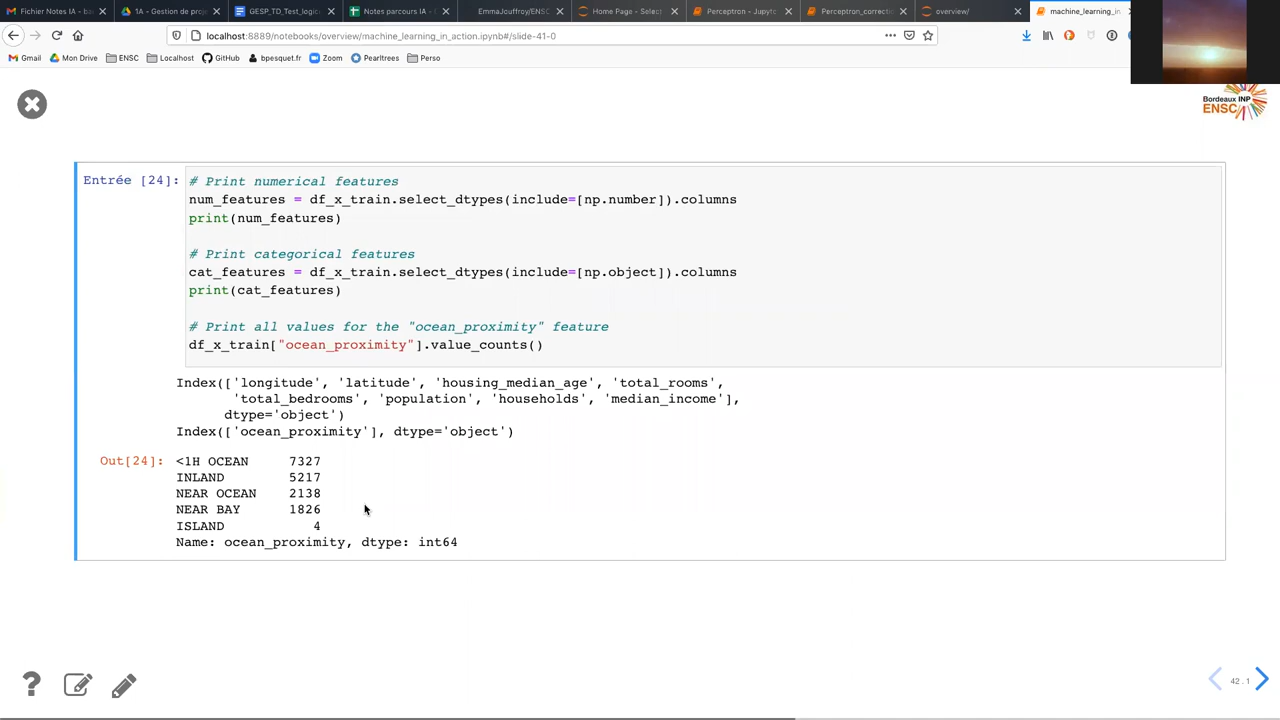 Fichier Notes IA - 
1A - Gestion de pro
GESP_TD_Test_logic
Notes parcours IA - 
EmmaJouffroy/ENSC
Home Page - Select
Perceptron - Jupyt
Perceptron_correcti
overview/
machine_learning_in
localhost:8889/notebooks/overview/machine_learning_in_action.ipynb#/slide-41-0
Gmail Mon Drive ENSC Localhost GitHub bpesquet.fr Zoom Pearltrees Perso
Bordeaux INP
ENSC
Entrée [24]: # Print numerical features
num_features = df_x_train.select_dtypes(include=[np.number]).columns
print(num_features)
# Print categorical features
cat_features = df_x_train.select_dtypes(include=[np.object]).columns
print(cat_features)
# Print all values for the "ocean_proximity" feature
df_x_train["ocean_proximity"].value_counts()
Index(['longitude', 'latitude', 'housing_median_age', 'total_rooms',
'total_bedrooms', 'population', 'households', 'median_income'],
dtype='object')
Index(['ocean_proximity'], dtype='object')
Out[24]: <1H OCEAN 7327
INLAND 5217
NEAR OCEAN 2138
NEAR BAY 1826
ISLAND 4
Name: ocean_proximity, dtype: int64
?
42.1